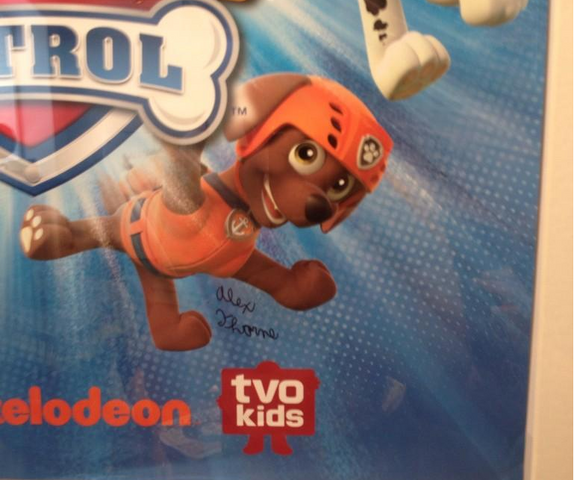 TROL
TM
Alex
Thorne
elodeon
tvo
kids